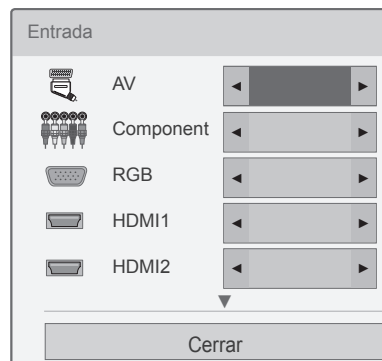 Entrada
AV
Component
RGB
HDMI1
HDMI2
Cerrar